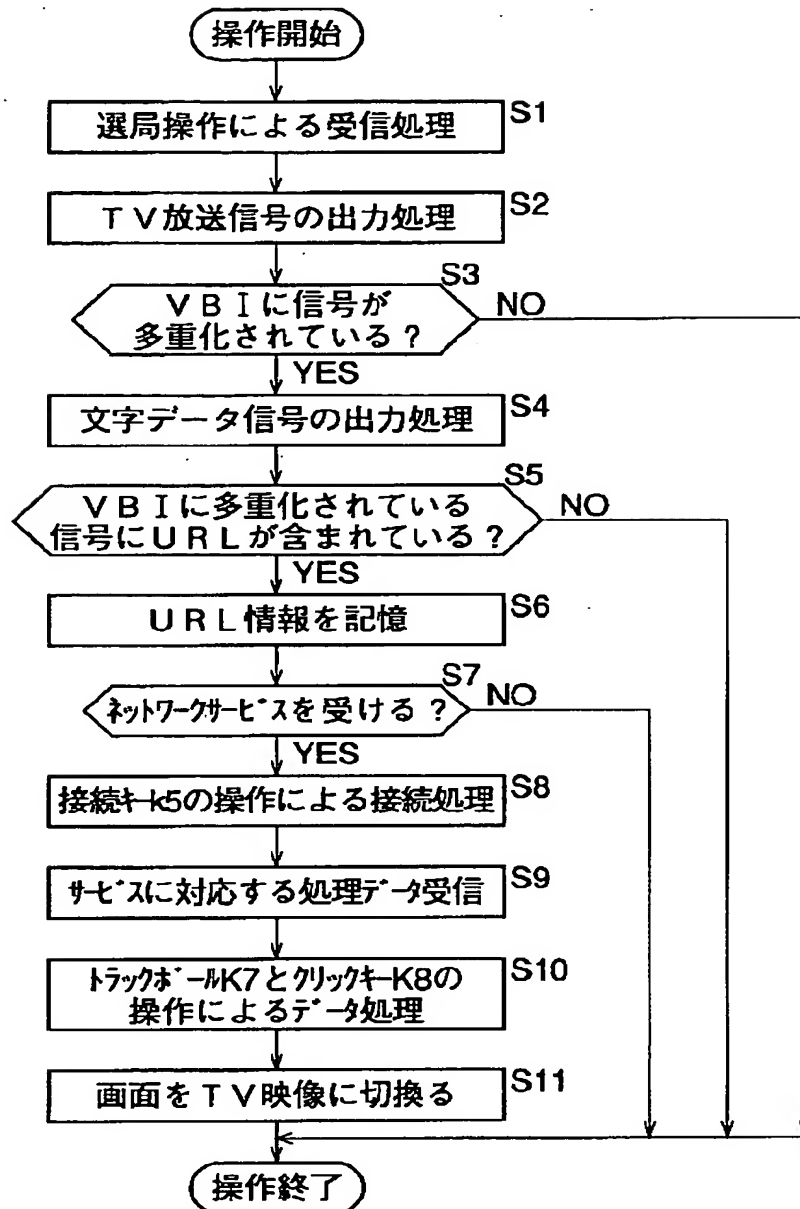 操作開始
選局操作による受信処理 S1
TV放送信号の出力処理 S2
S3
VBIに信号が NO
多重化されている?
YES
文字データ信号の出力処理 S4
S5
VBIに多重化されている NO
信号にURLが含まれている?
YES
URL情報を記憶 S6
S7
ネットワークサービスを受ける? NO
YES
接続キーk5の操作による接続処理 S8
サービスに対応する処理データ受信 S9
トラックボールK7とクリックキーK8の S10
操作によるデータ処理
画面をTV映像に切換る S11
操作終了